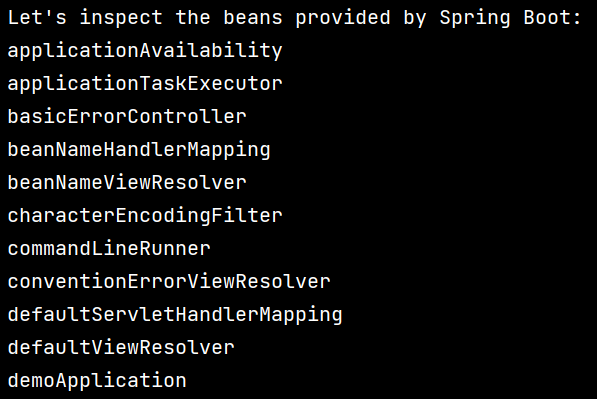 Let's inspect the beans provided by Spring Boot:
applicationAvailability
applicationTaskExecutor
basicErrorController
beanNameHandlerMapping
beanNameViewResolver
characterEncodingFilter
commandLineRunner
conventionErrorViewResolver
defaultServletHandlerMapping
defaultViewResolver
demoApplication